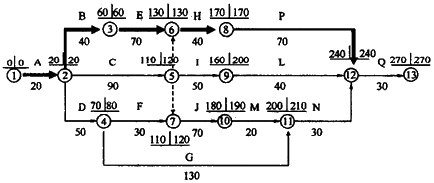 B 60 60 E 130 130 H 170 170 P
③ ⑥ ⑧
40 70 40 70
0 0 A 20 20 C 110 120 I 160 200 L 240 240 Q 270 270
① ② ⑤ ⑨ ⑫ ⑬
20 90 50 40 30
D 70 80 F J 180 190 M 200 210 N
④ ⑦ ⑩ ⑪
50 30 70 20 30
110 120
G
130